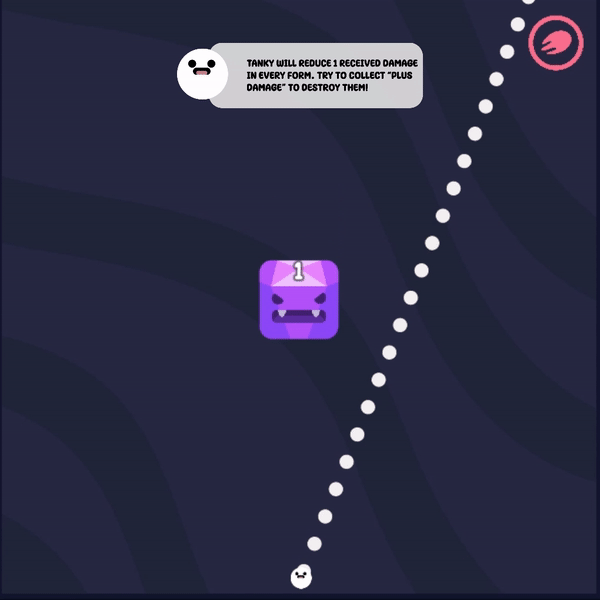 TANKY WILL REDUCE 1 RECEIVED DAMAGE
IN EVERY FORM. TRY TO COLLECT "PLUS
DAMAGE" TO DESTROY THEM!
1